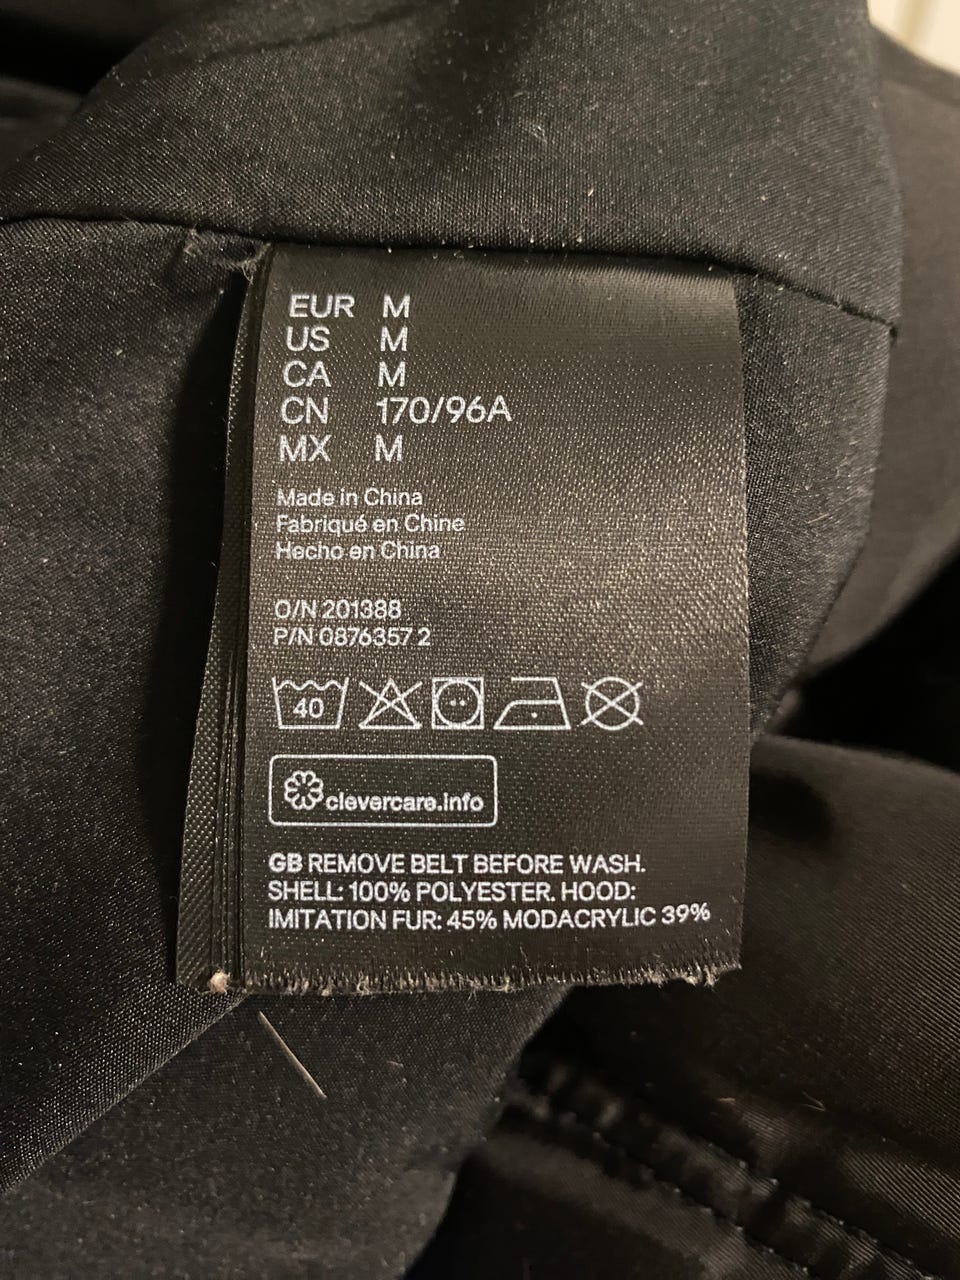 EUR M
US M
CA M
CN 170/96A
MX M
Made in China
Fabriqué en Chine
Hecho en China
O/N 201388
P/N 0876357 2
40
clevercare.info
GB REMOVE BELT BEFORE WASH.
SHELL: 100% POLYESTER. HOOD:
IMITATION FUR: 45% MODACRYLIC 39%